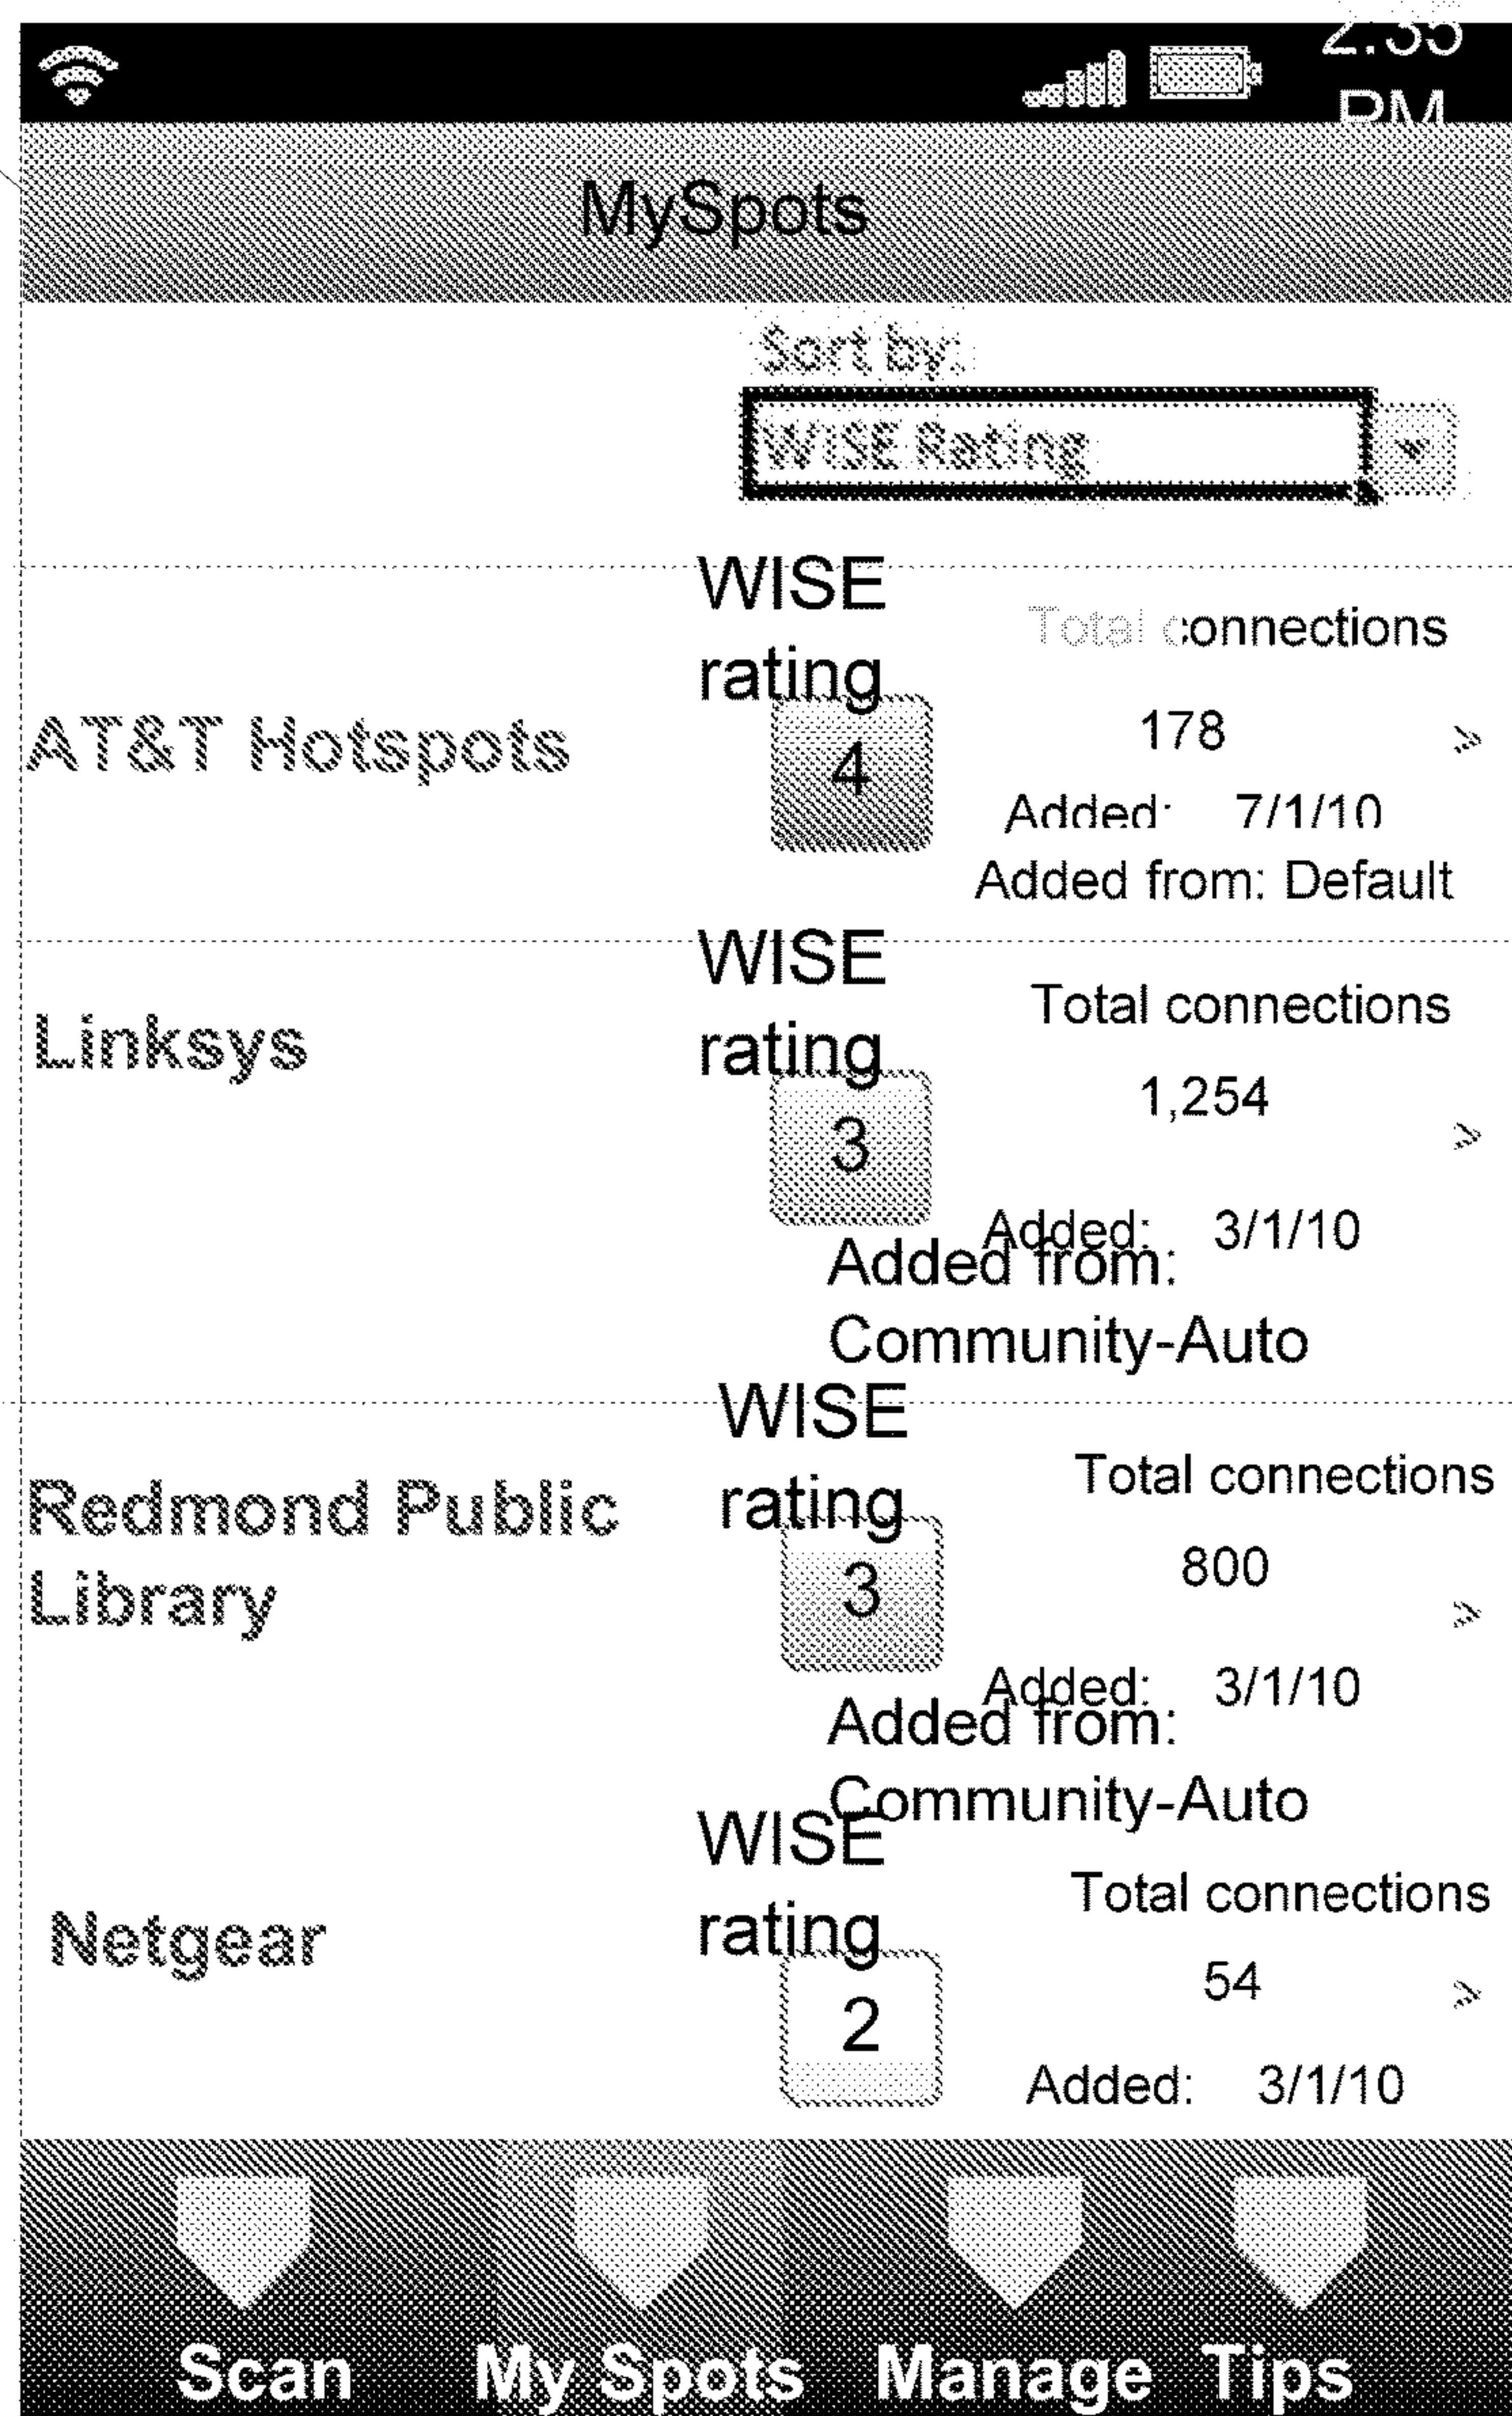 2:35
PM
MySpots
Sort by:
WISE Rating
WISE
rating
Total connections
AT&T Hotspots
4
178
Added: 7/1/10
Added from: Default
WISE
rating
Total connections
Linksys
3
1,254
Added: 3/1/10
Added from:
Community-Auto
WISE
rating
Total connections
Redmond Public
Library
3
800
Added: 3/1/10
Added from:
Community-Auto
WISE
rating
Total connections
Netgear
2
54
Added: 3/1/10
Scan My Spots Manage Tips